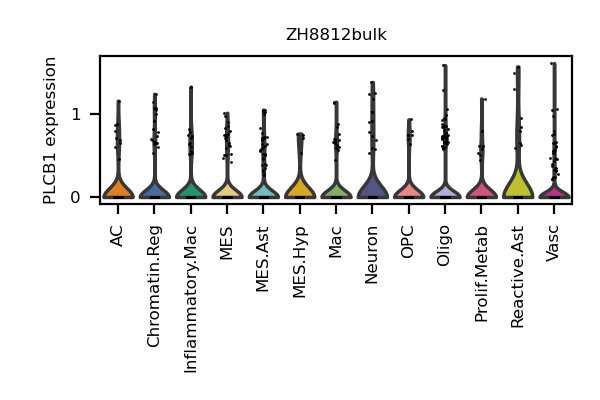 ZH8812bulk
PLCB1 expression
1
0
AC
Chromatin.Reg
Inflammatory.Mac
MES
MES.Ast
MES.Hyp
Mac
Neuron
OPC
Oligo
Prolif.Metab
Reactive.Ast
Vasc